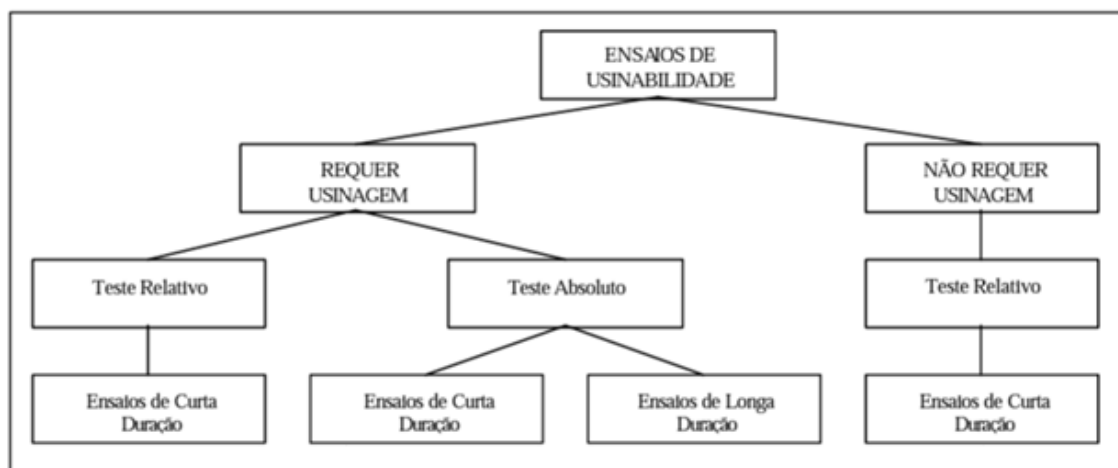 ENSAIOS DE
USINABILIDADE
REQUER
USINAGEM
NÃO REQUER
USINAGEM
Teste Relativo
Teste Absoluto
Teste Relativo
Ensaios de Curta
Duração
Ensaios de Curta
Duração
Ensaios de Longa
Duração
Ensaios de Curta
Duração